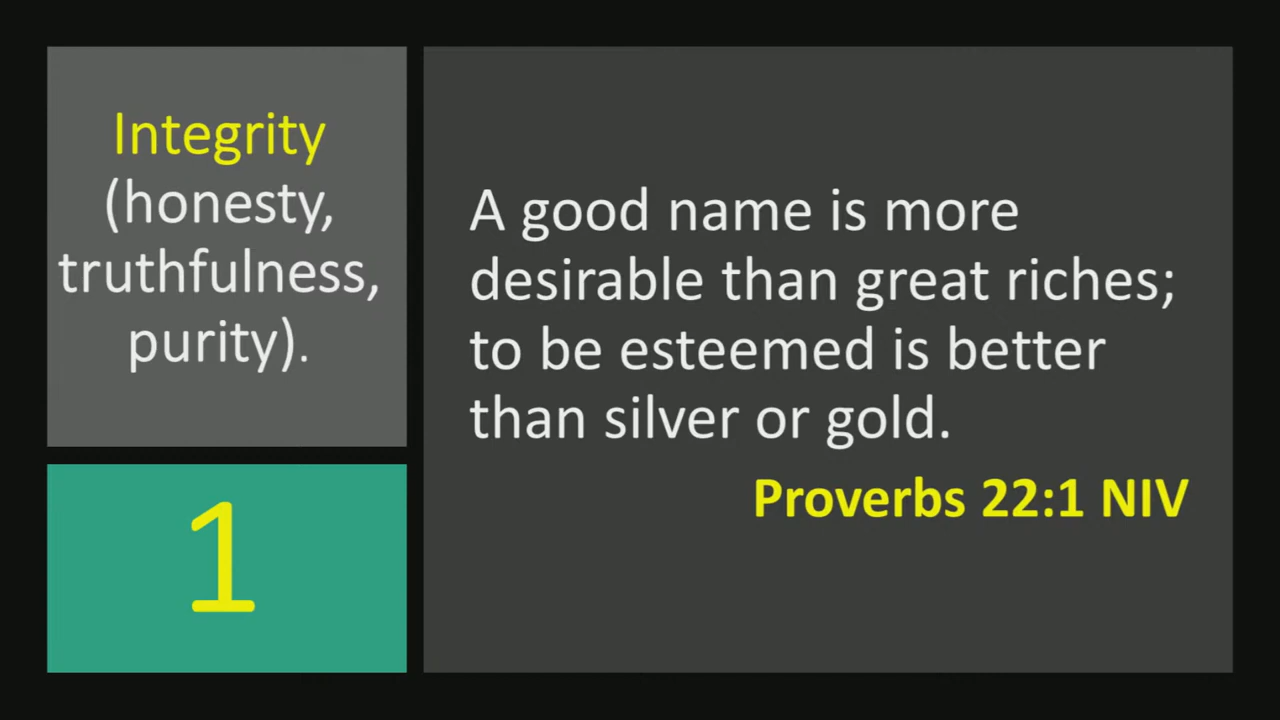 Integrity
(honesty,
truthfulness,
purity).
1
A good name is more
desirable than great riches;
to be esteemed is better
than silver or gold.
Proverbs 22:1 NIV